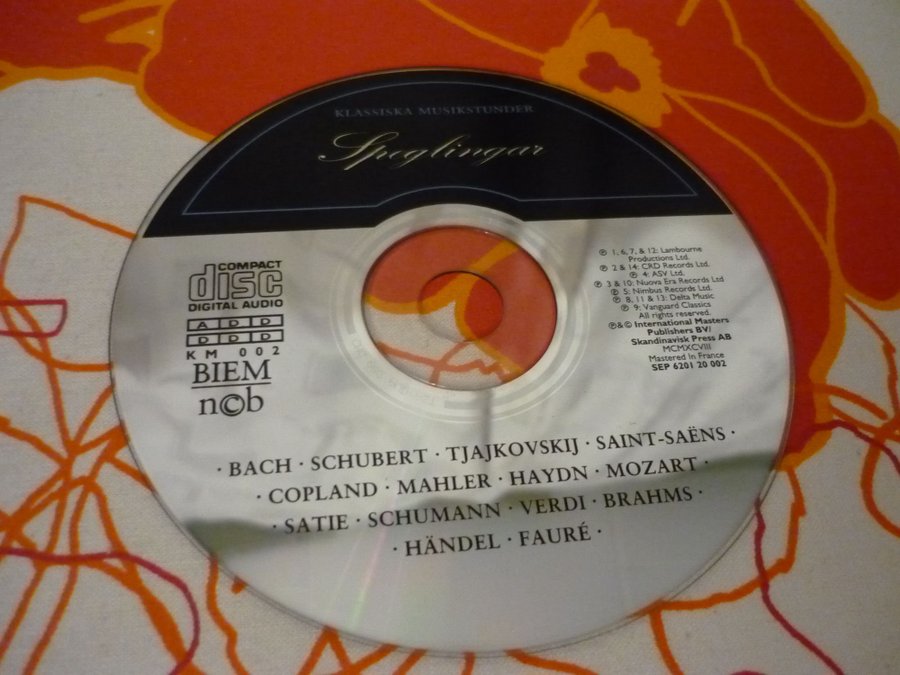 KLASSISKA MUSIKSTUNDER
Speglingar
COMPACT
disc
DIGITAL AUDIO
A D D
D D D
KM 002
BIEM
n©b
℗ 1, 6, 7, & 12: Lambourne
Productions Ltd.
℗ 2 & 14: CRD Records Ltd.
℗ 4: ASV Ltd.
℗ 3 & 10: Nuova Era Records Ltd
℗ 5: Nimbus Records Ltd.
℗ 8, 11 & 13: Delta Music
℗ 9: Vanguard Classics
All rights reserved.
℗&© International Masters
Publishers BV/
Skandinavisk Press AB
MCMXCVIII
Mastered in France
SEP 6201 20 002
· BACH · SCHUBERT · TJAJKOVSKIJ · SAINT-SAËNS ·
· COPLAND · MAHLER · HAYDN · MOZART ·
· SATIE · SCHUMANN · VERDI · BRAHMS ·
· HÄNDEL · FAURÉ ·